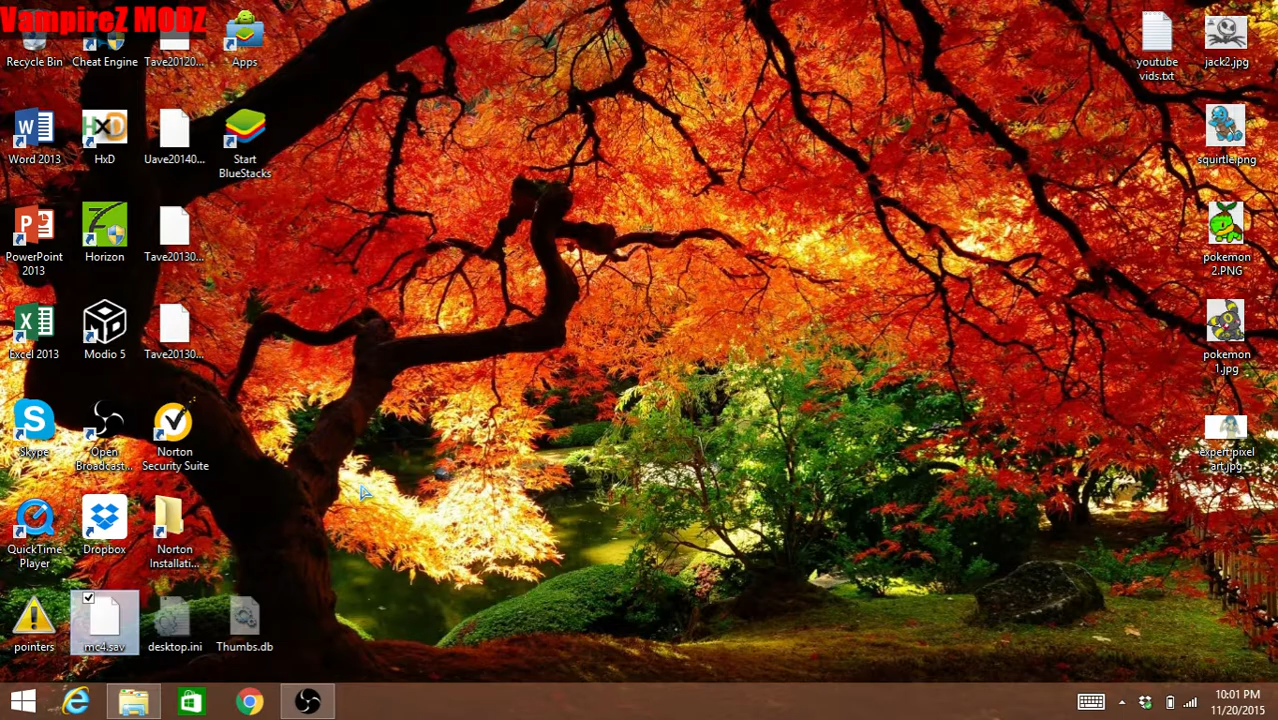 VampireZ MODZ
Recycle Bin
Cheat Engine
Tave20120...
Apps
Word 2013
HxD
HxD
Uave20140...
Start
BlueStacks
PowerPoint
2013
Horizon
Tave20130...
Excel 2013
MOD
Modio 5
Tave20130...
Skype
Open
Broadcast...
Norton
Security Suite
QuickTime
Player
Dropbox
Norton
Installati...
pointers
mc4.sav
desktop.ini
Thumbs.db
youtube
vids.txt
jack2.jpg
squirtle.png
pokemon
2.PNG
pokemon
1.jpg
expert pixel
art.jpg
10:01 PM
11/20/2015